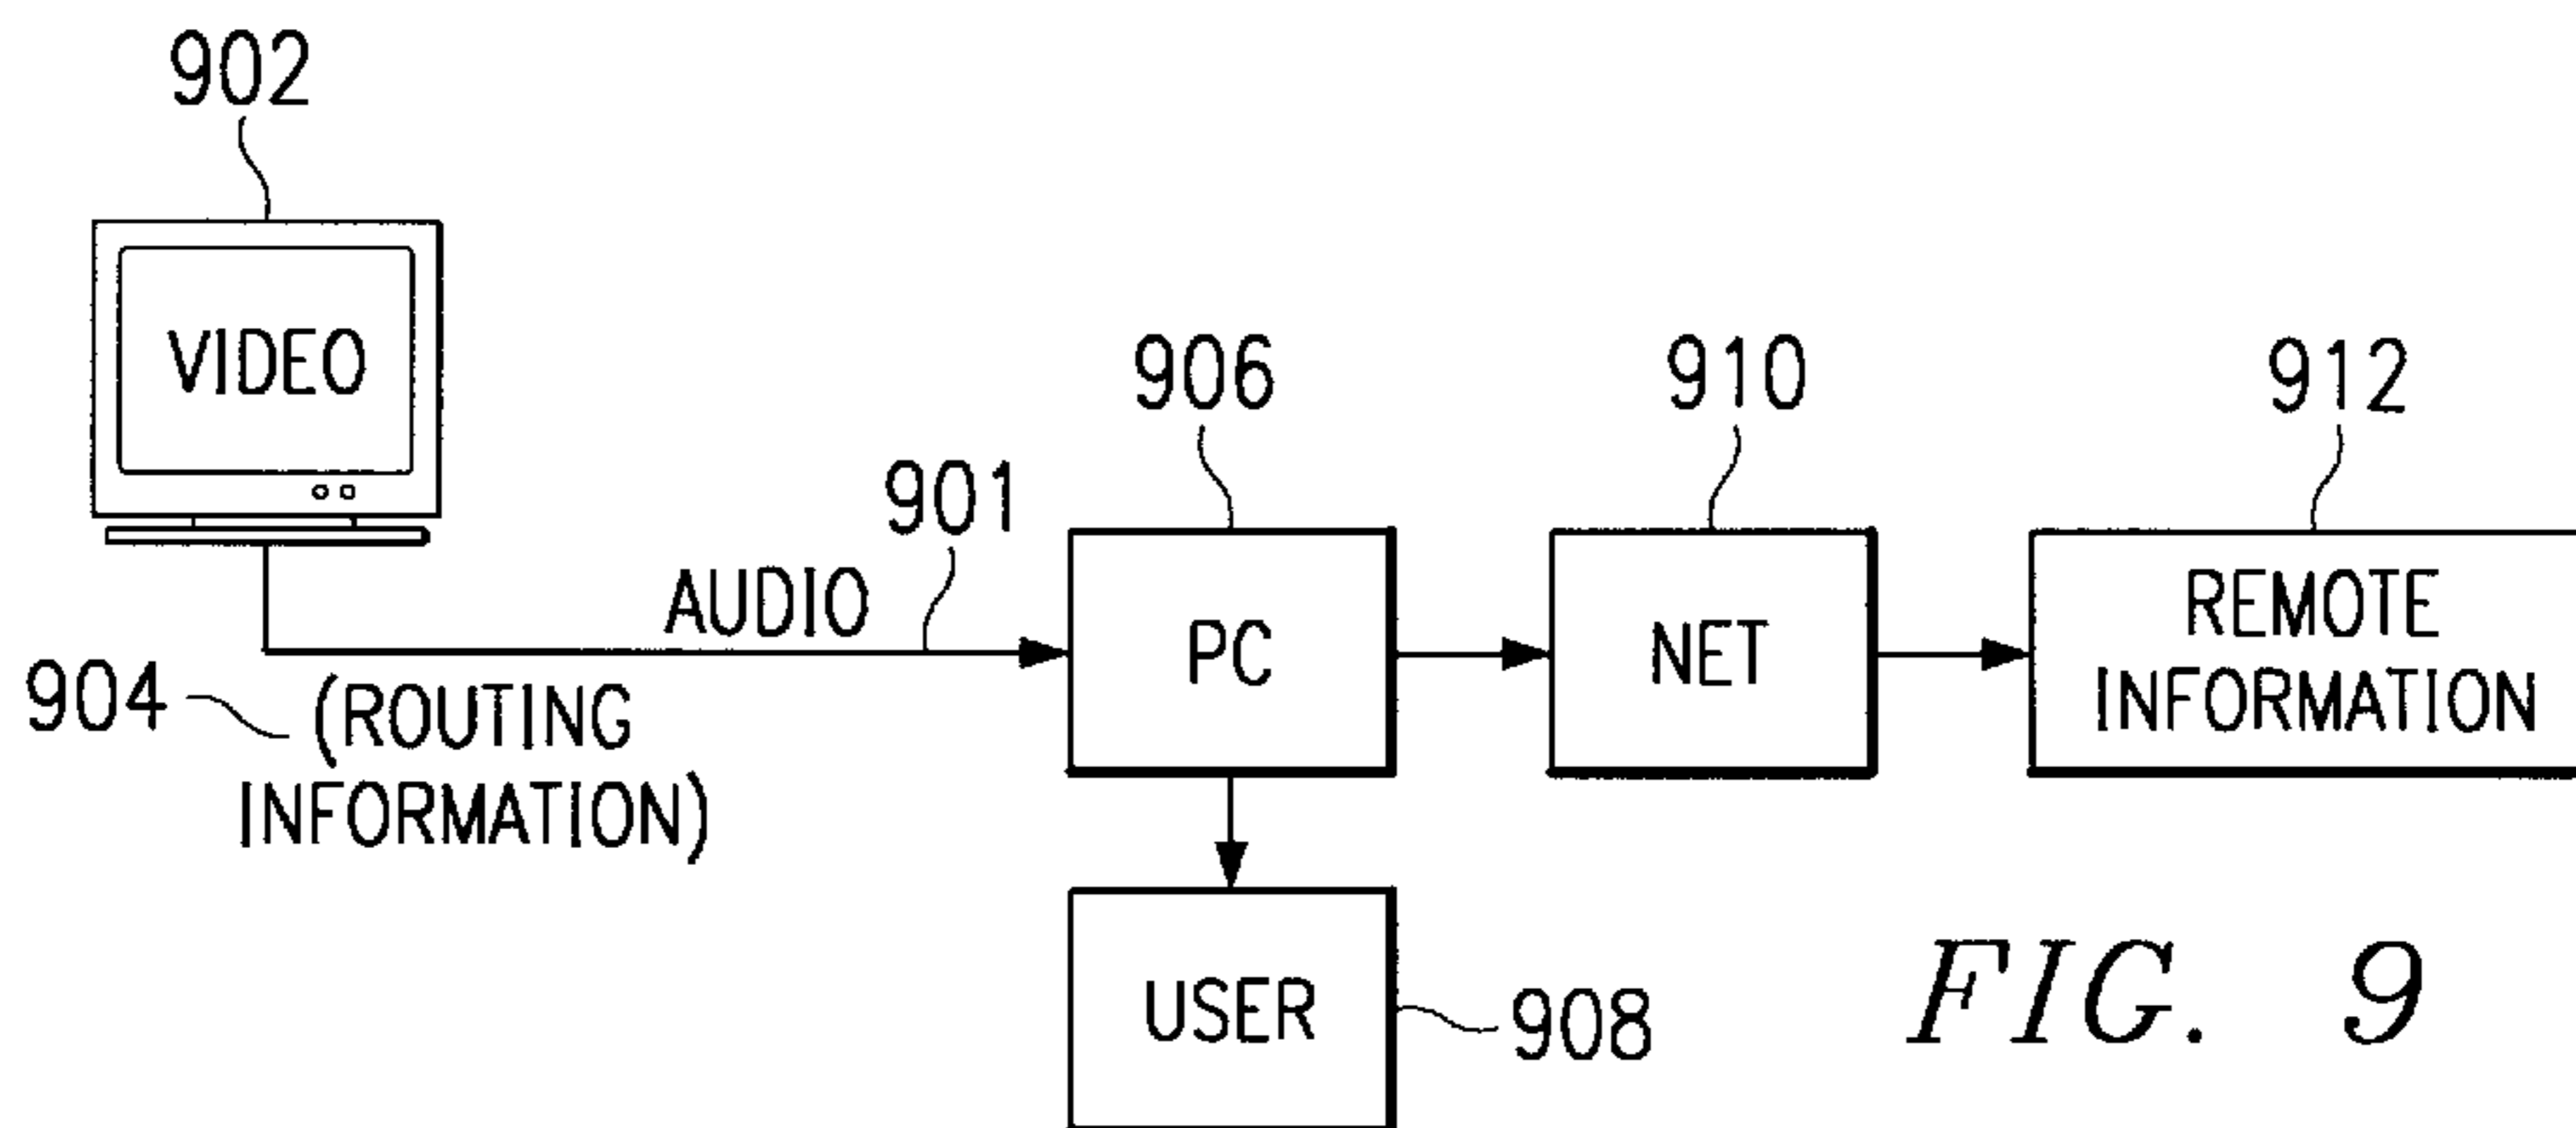 902
VIDEO
906
910
912
901
AUDIO
PC
NET
REMOTE
INFORMATION
904
(ROUTING
INFORMATION)
USER
908
FIG. 9